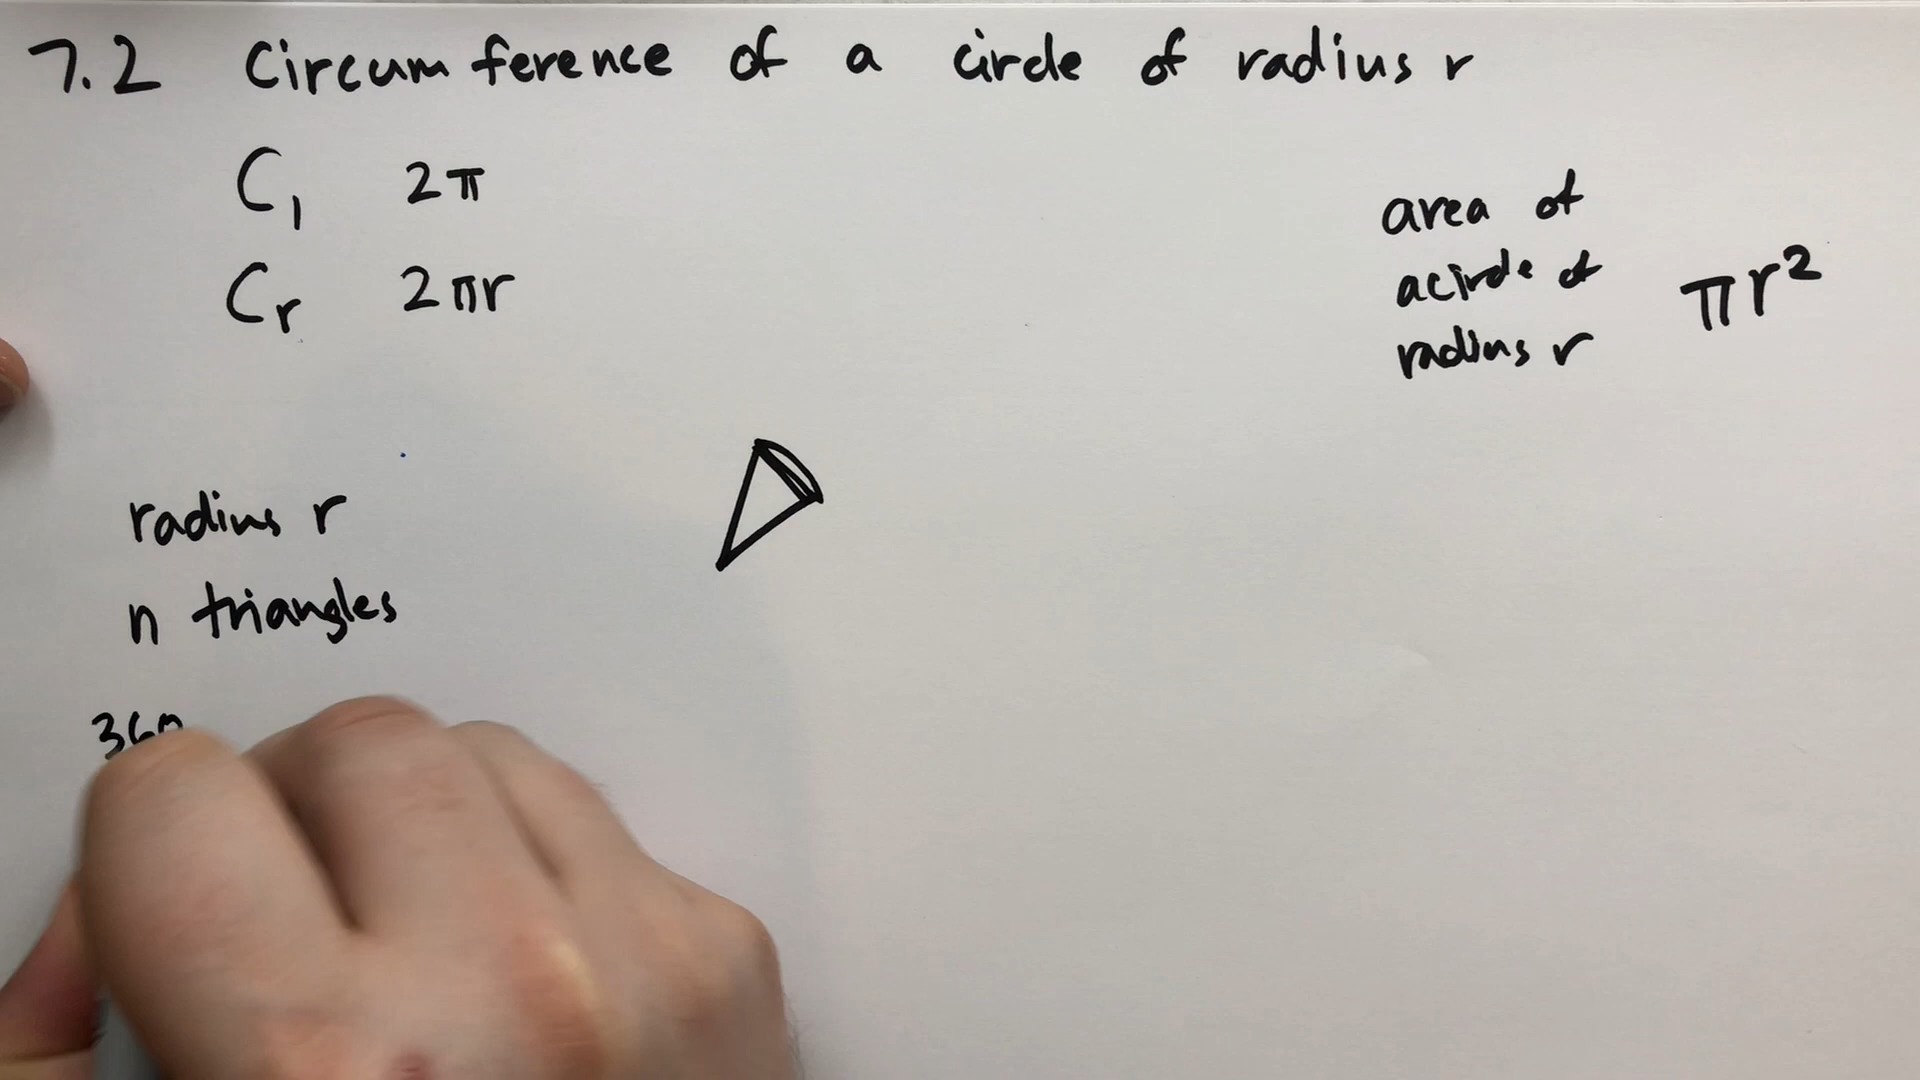 7.2 Circumference of a circle of radius r
C₁ 2π
Cᵣ 2πr
area of
a circle of
radius r
πr²
radius r
n triangles
360